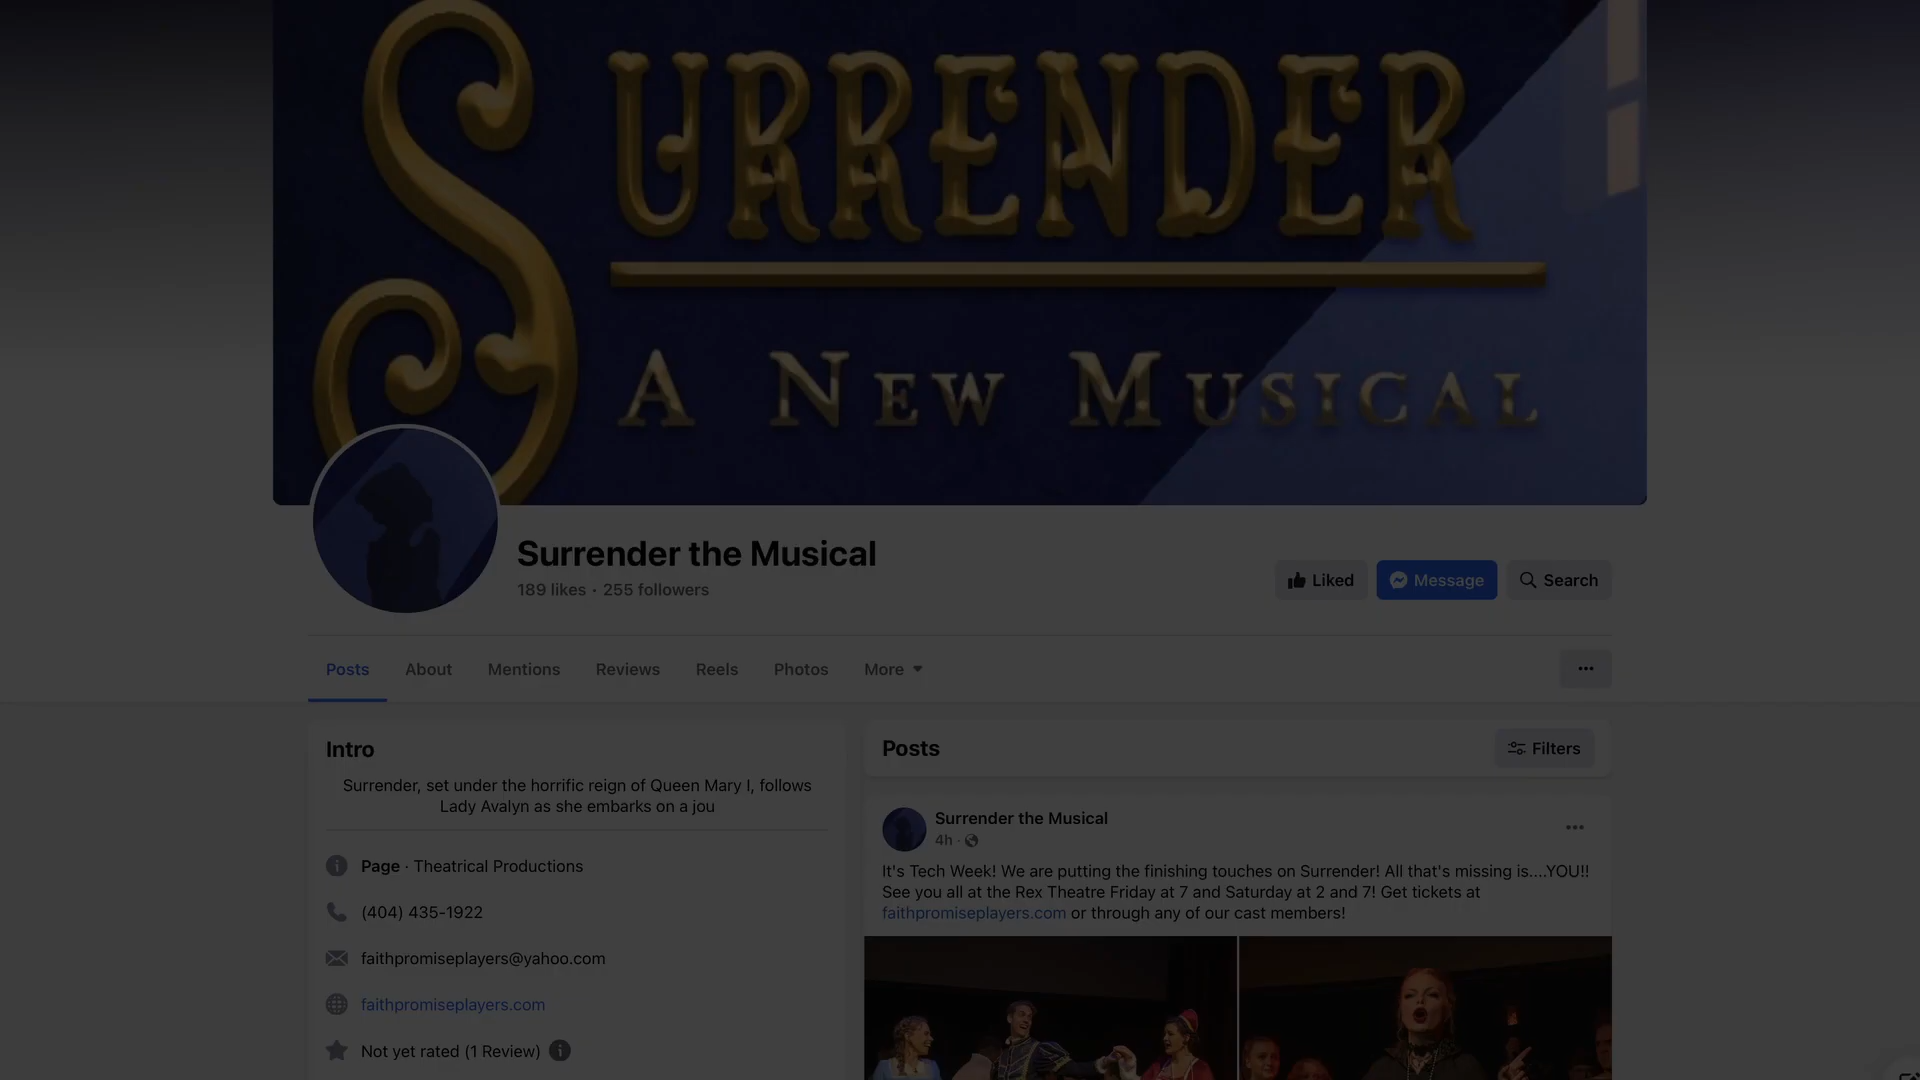 SURRENDER
A NEW MUSICAL
Surrender the Musical
189 likes • 255 followers
Liked
Message
Search
Posts
About
Mentions
Reviews
Reels
Photos
More
Intro
Surrender, set under the horrific reign of Queen Mary I, follows
Lady Avalyn as she embarks on a jou
Page · Theatrical Productions
(404) 435-1922
faithpromiseplayers@yahoo.com
faithpromiseplayers.com
Not yet rated (1 Review)
Posts
Filters
Surrender the Musical
4h ·
It's Tech Week! We are putting the finishing touches on Surrender! All that's missing is....YOU!!
See you all at the Rex Theatre Friday at 7 and Saturday at 2 and 7! Get tickets at
faithpromiseplayers.com or through any of our cast members!